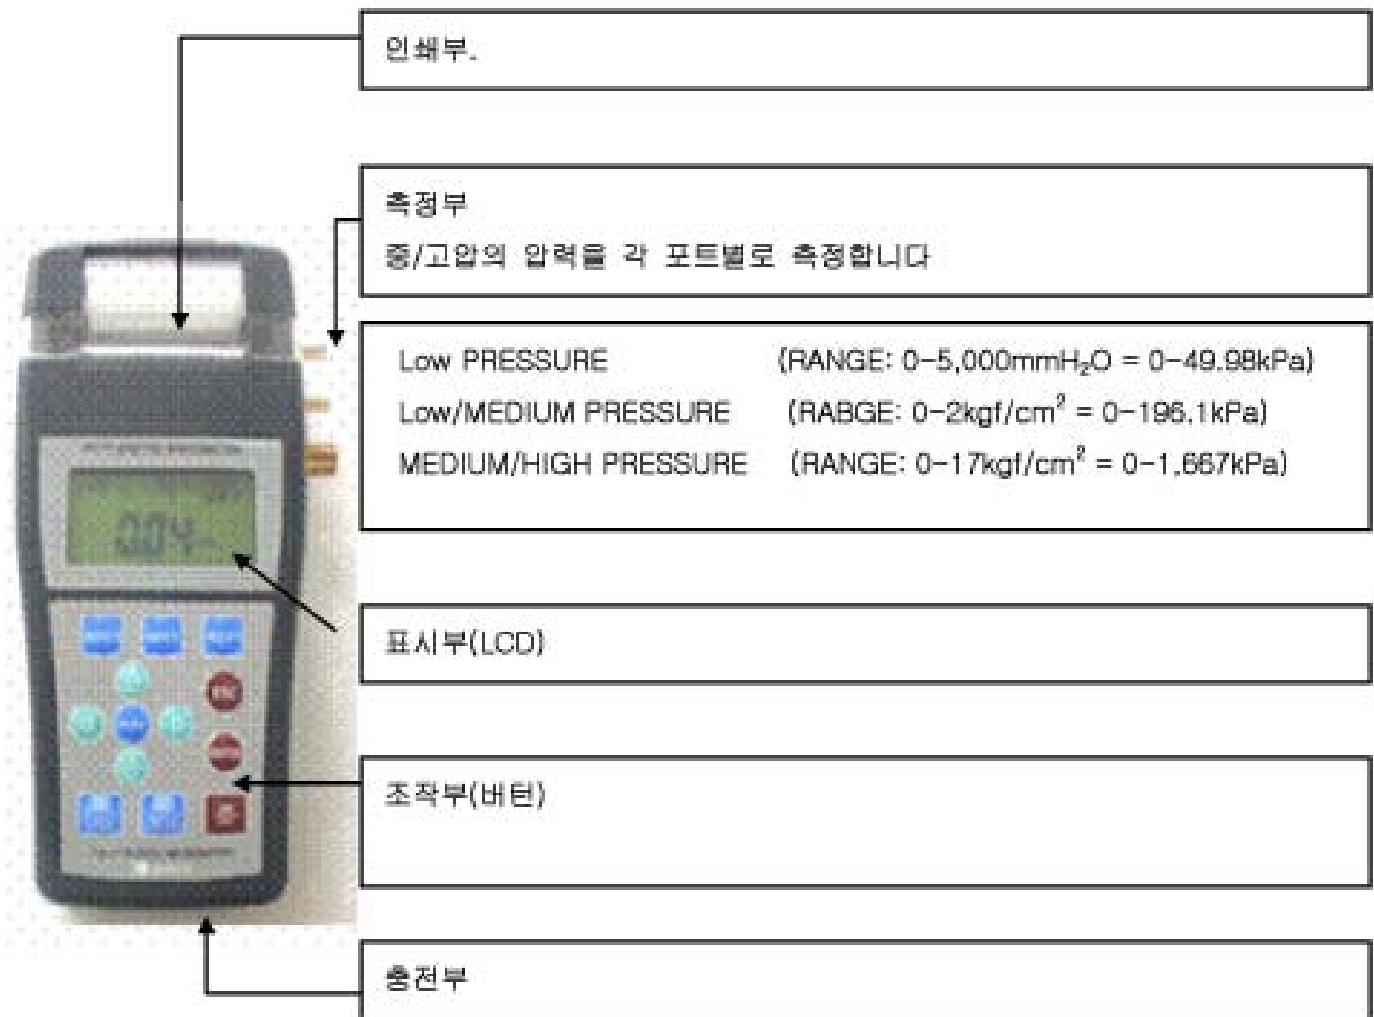 인쇄부.
측정부
중/고압의 압력을 각 포트별로 측정합니다
Low PRESSURE (RANGE: 0-5,000mmH₂O = 0-49.98kPa)
Low/MEDIUM PRESSURE (RABGE: 0-2kgf/cm² = 0-196.1kPa)
MEDIUM/HIGH PRESSURE (RANGE: 0-17kgf/cm² = 0-1,667kPa)
0.04
표시부(LCD)
ESC
조작부(버턴)
충전부